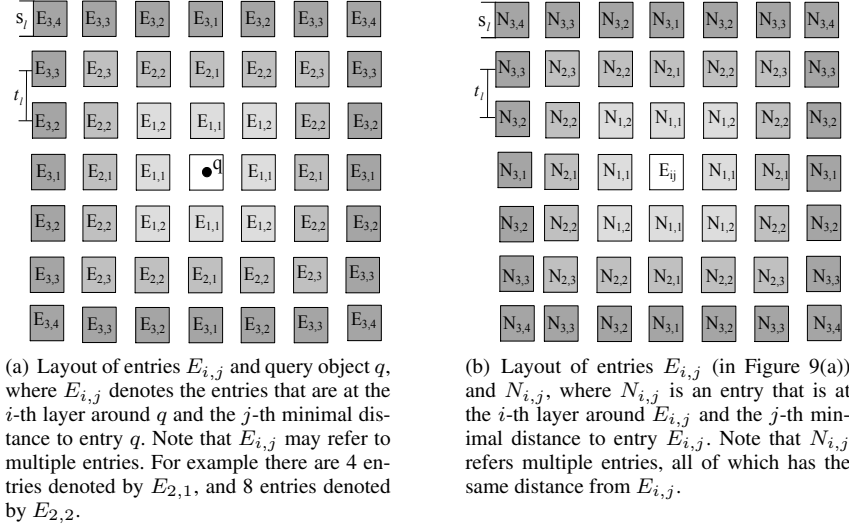 s_l E_{3,4} E_{3,3} E_{3,2} E_{3,1} E_{3,2} E_{3,3} E_{3,4}
E_{3,3} E_{2,3} E_{2,2} E_{2,1} E_{2,2} E_{2,3} E_{3,3}
t_l
E_{3,2} E_{2,2} E_{1,2} E_{1,1} E_{1,2} E_{2,2} E_{3,2}
E_{3,1} E_{2,1} E_{1,1} q E_{1,1} E_{2,1} E_{3,1}
E_{3,2} E_{2,2} E_{1,2} E_{1,1} E_{1,2} E_{2,2} E_{3,2}
E_{3,3} E_{2,3} E_{2,2} E_{2,1} E_{2,2} E_{2,3} E_{3,3}
E_{3,4} E_{3,3} E_{3,2} E_{3,1} E_{3,2} E_{3,3} E_{3,4}
(a) Layout of entries E_{i,j} and query object q,
where E_{i,j} denotes the entries that are at the
i-th layer around q and the j-th minimal dis-
tance to entry q. Note that E_{i,j} may refer to
multiple entries. For example there are 4 en-
tries denoted by E_{2,1}, and 8 entries denoted
by E_{2,2}.
s_l N_{3,4} N_{3,3} N_{3,2} N_{3,1} N_{3,2} N_{3,3} N_{3,4}
N_{3,3} N_{2,3} N_{2,2} N_{2,1} N_{2,2} N_{2,3} N_{3,3}
t_l
N_{3,2} N_{2,2} N_{1,2} N_{1,1} N_{1,2} N_{2,2} N_{3,2}
N_{3,1} N_{2,1} N_{1,1} E_{ij} N_{1,1} N_{2,1} N_{3,1}
N_{3,2} N_{2,2} N_{1,2} N_{1,1} N_{1,2} N_{2,2} N_{3,2}
N_{3,3} N_{2,3} N_{2,2} N_{2,1} N_{2,2} N_{2,3} N_{3,3}
N_{3,4} N_{3,3} N_{3,2} N_{3,1} N_{3,2} N_{3,3} N_{3,4}
(b) Layout of entries E_{i,j} (in Figure 9(a))
and N_{i,j}, where N_{i,j} is an entry that is at
the i-th layer around E_{i,j} and the j-th min-
imal distance to entry E_{i,j}. Note that N_{i,j}
refers multiple entries, all of which has the
same distance from E_{i,j}.